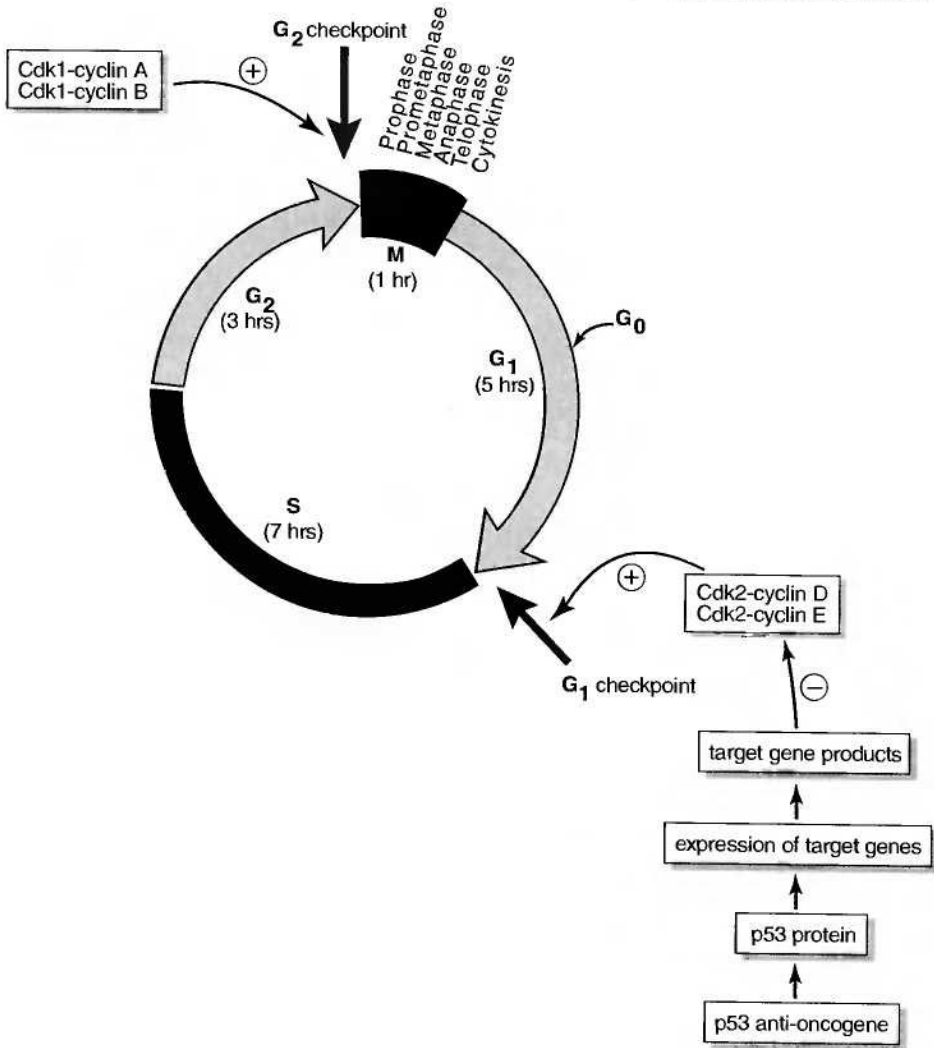 G2 checkpoint
Cdk1-cyclin A
Cdk1-cyclin B
+
Prophase
Prometaphase
Metaphase
Anaphase
Telophase
Cytokinesis
M
(1 hr)
G2
(3 hrs)
G0
G1
(5 hrs)
S
(7 hrs)
+
Cdk2-cyclin D
Cdk2-cyclin E
G1 checkpoint
−
target gene products
expression of target genes
p53 protein
p53 anti-oncogene